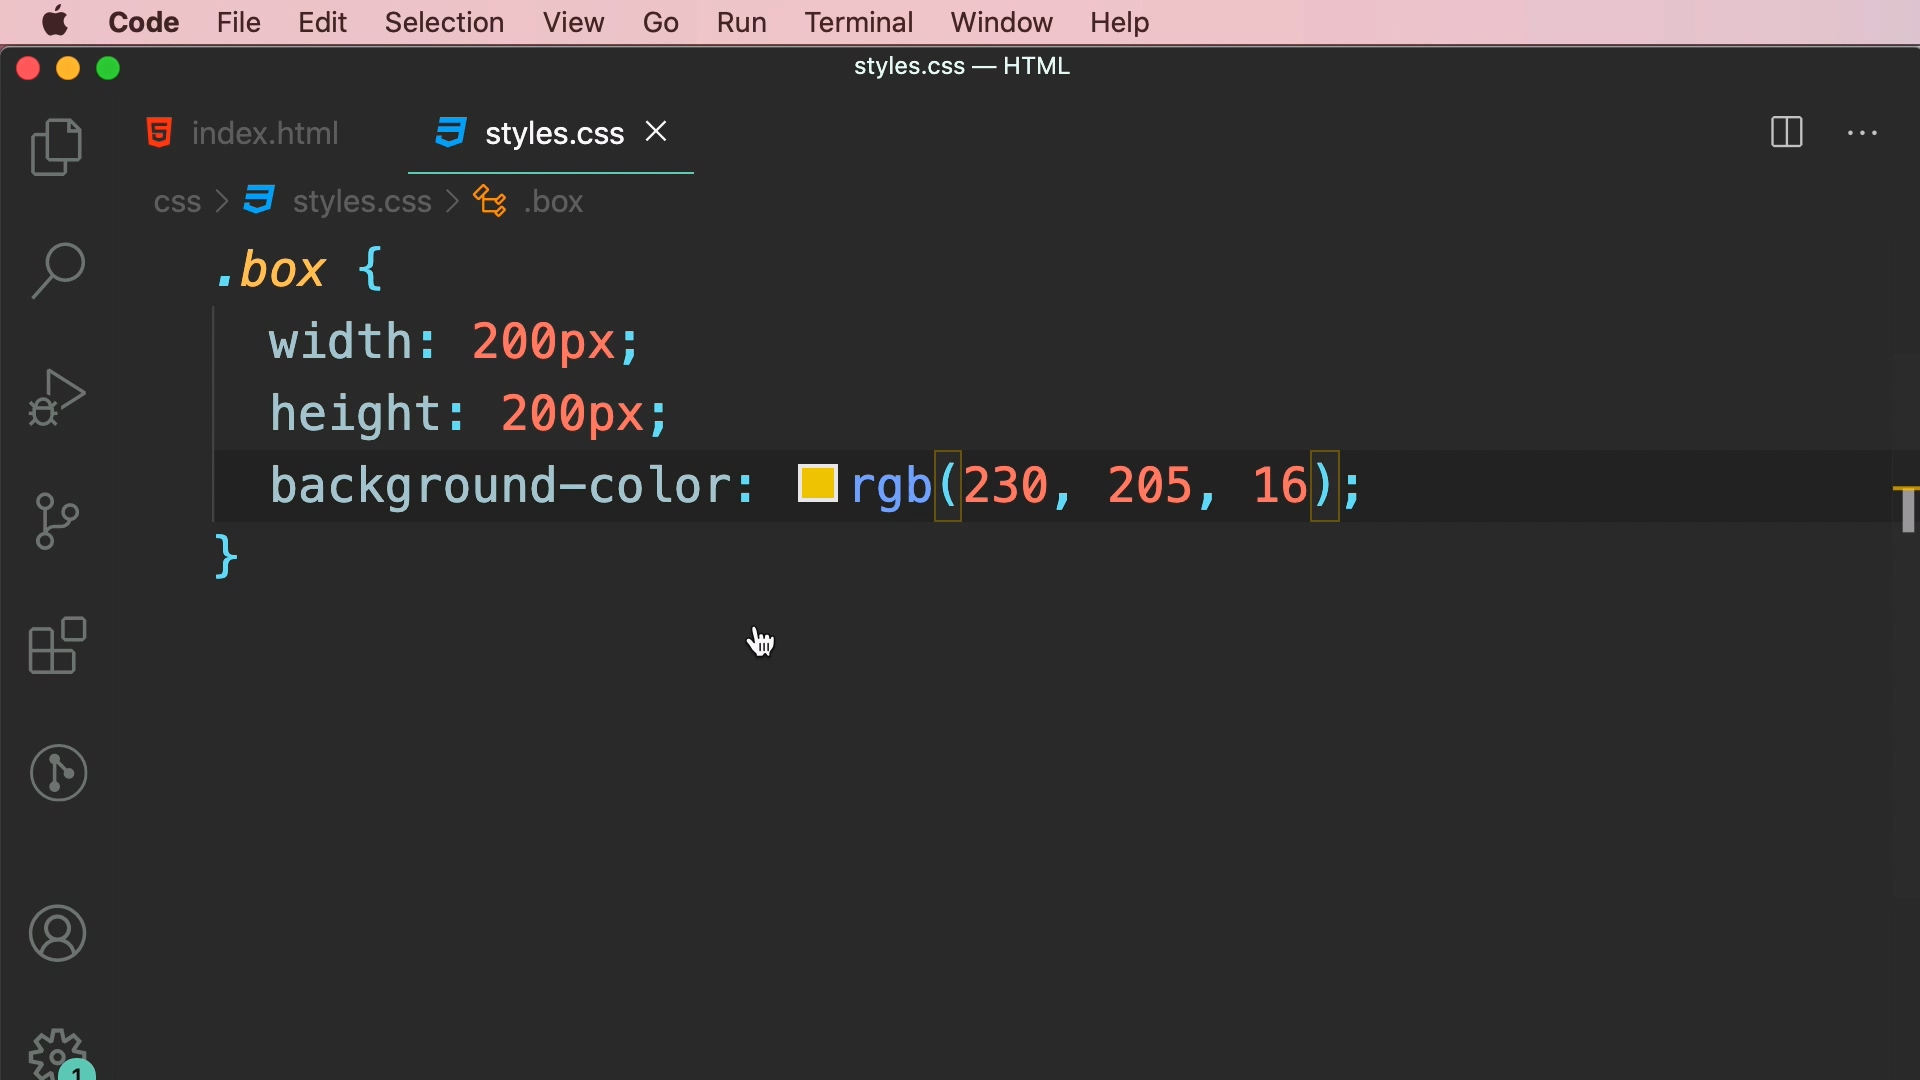 Code File Edit Selection View Go Run Terminal Window Help
styles.css — HTML
index.html styles.css
css > styles.css > .box
.box {
width: 200px;
height: 200px;
background-color: rgb(230, 205, 16);
}
1